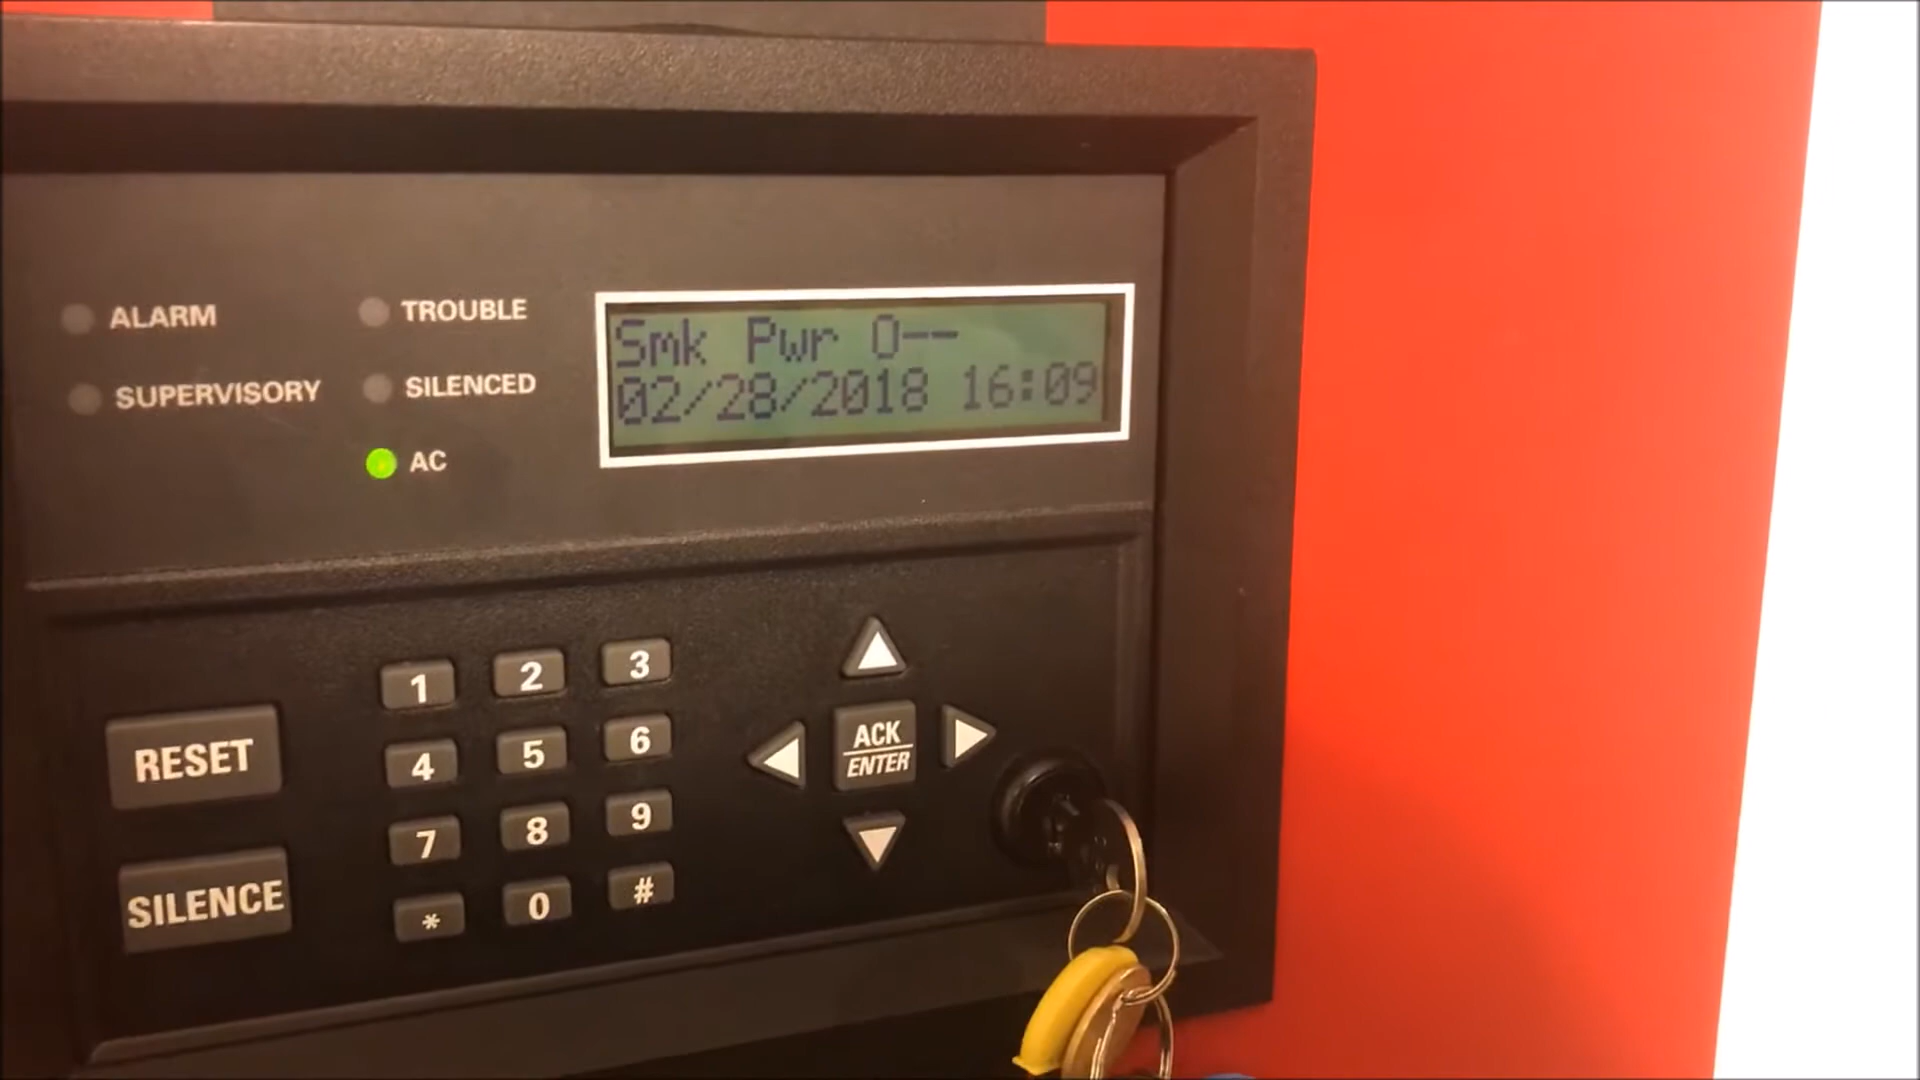 ALARM
TROUBLE
SUPERVISORY
SILENCED
AC
Smk Pwr O--
02/28/2018 16:09
RESET
SILENCE
1 2 3
4 5 6
7 8 9
* 0 #
ACK
ENTER